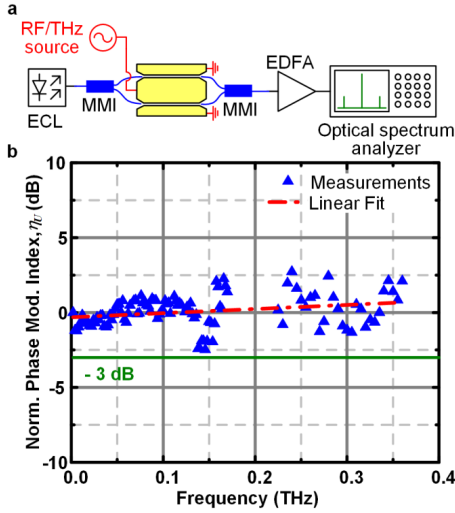 a
RF/THz
source
EDFA
MMI
MMI
ECL
Optical spectrum
analyzer
b
10
Measurements
Linear Fit
5
0
- 3 dB
-5
-10
Norm. Phase Mod. Index, ηU (dB)
0.0
0.1
0.2
0.3
0.4
Frequency (THz)